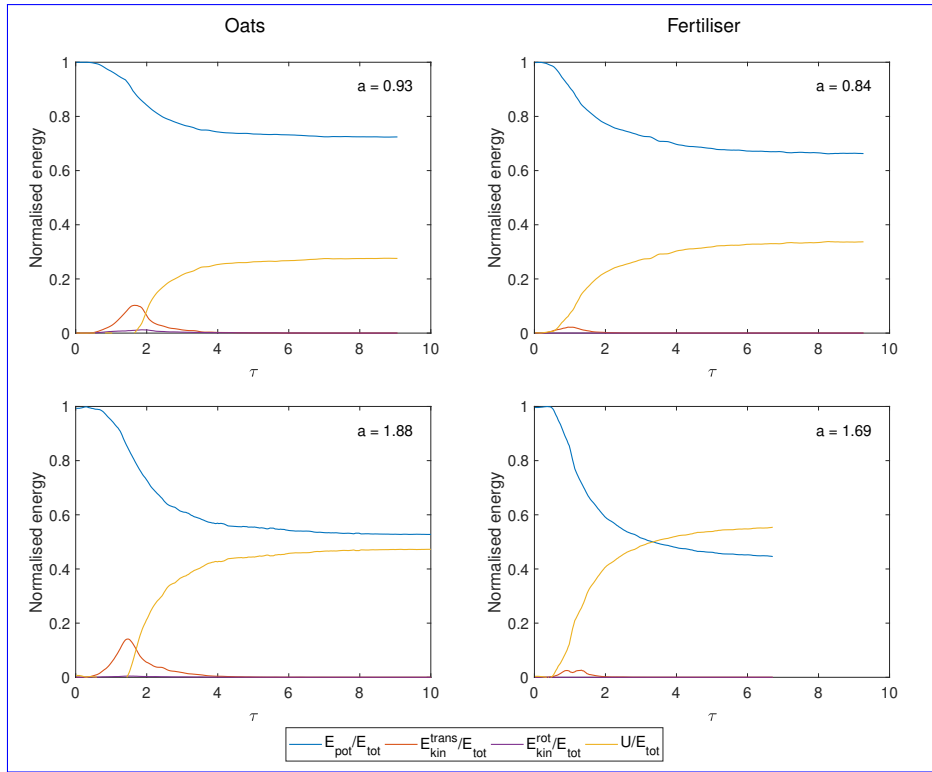 Oats
Fertiliser
1
0.8
0.6
0.4
0.2
0
Normalised energy
a = 0.93
0 2 4 6 8 10
τ
1
0.8
0.6
0.4
0.2
0
Normalised energy
a = 0.84
0 2 4 6 8 10
τ
1
0.8
0.6
0.4
0.2
0
Normalised energy
a = 1.88
0 2 4 6 8 10
τ
1
0.8
0.6
0.4
0.2
0
Normalised energy
a = 1.69
0 2 4 6 8 10
τ
E_pot/E_tot E_kin^trans/E_tot E_kin^rot/E_tot U/E_tot